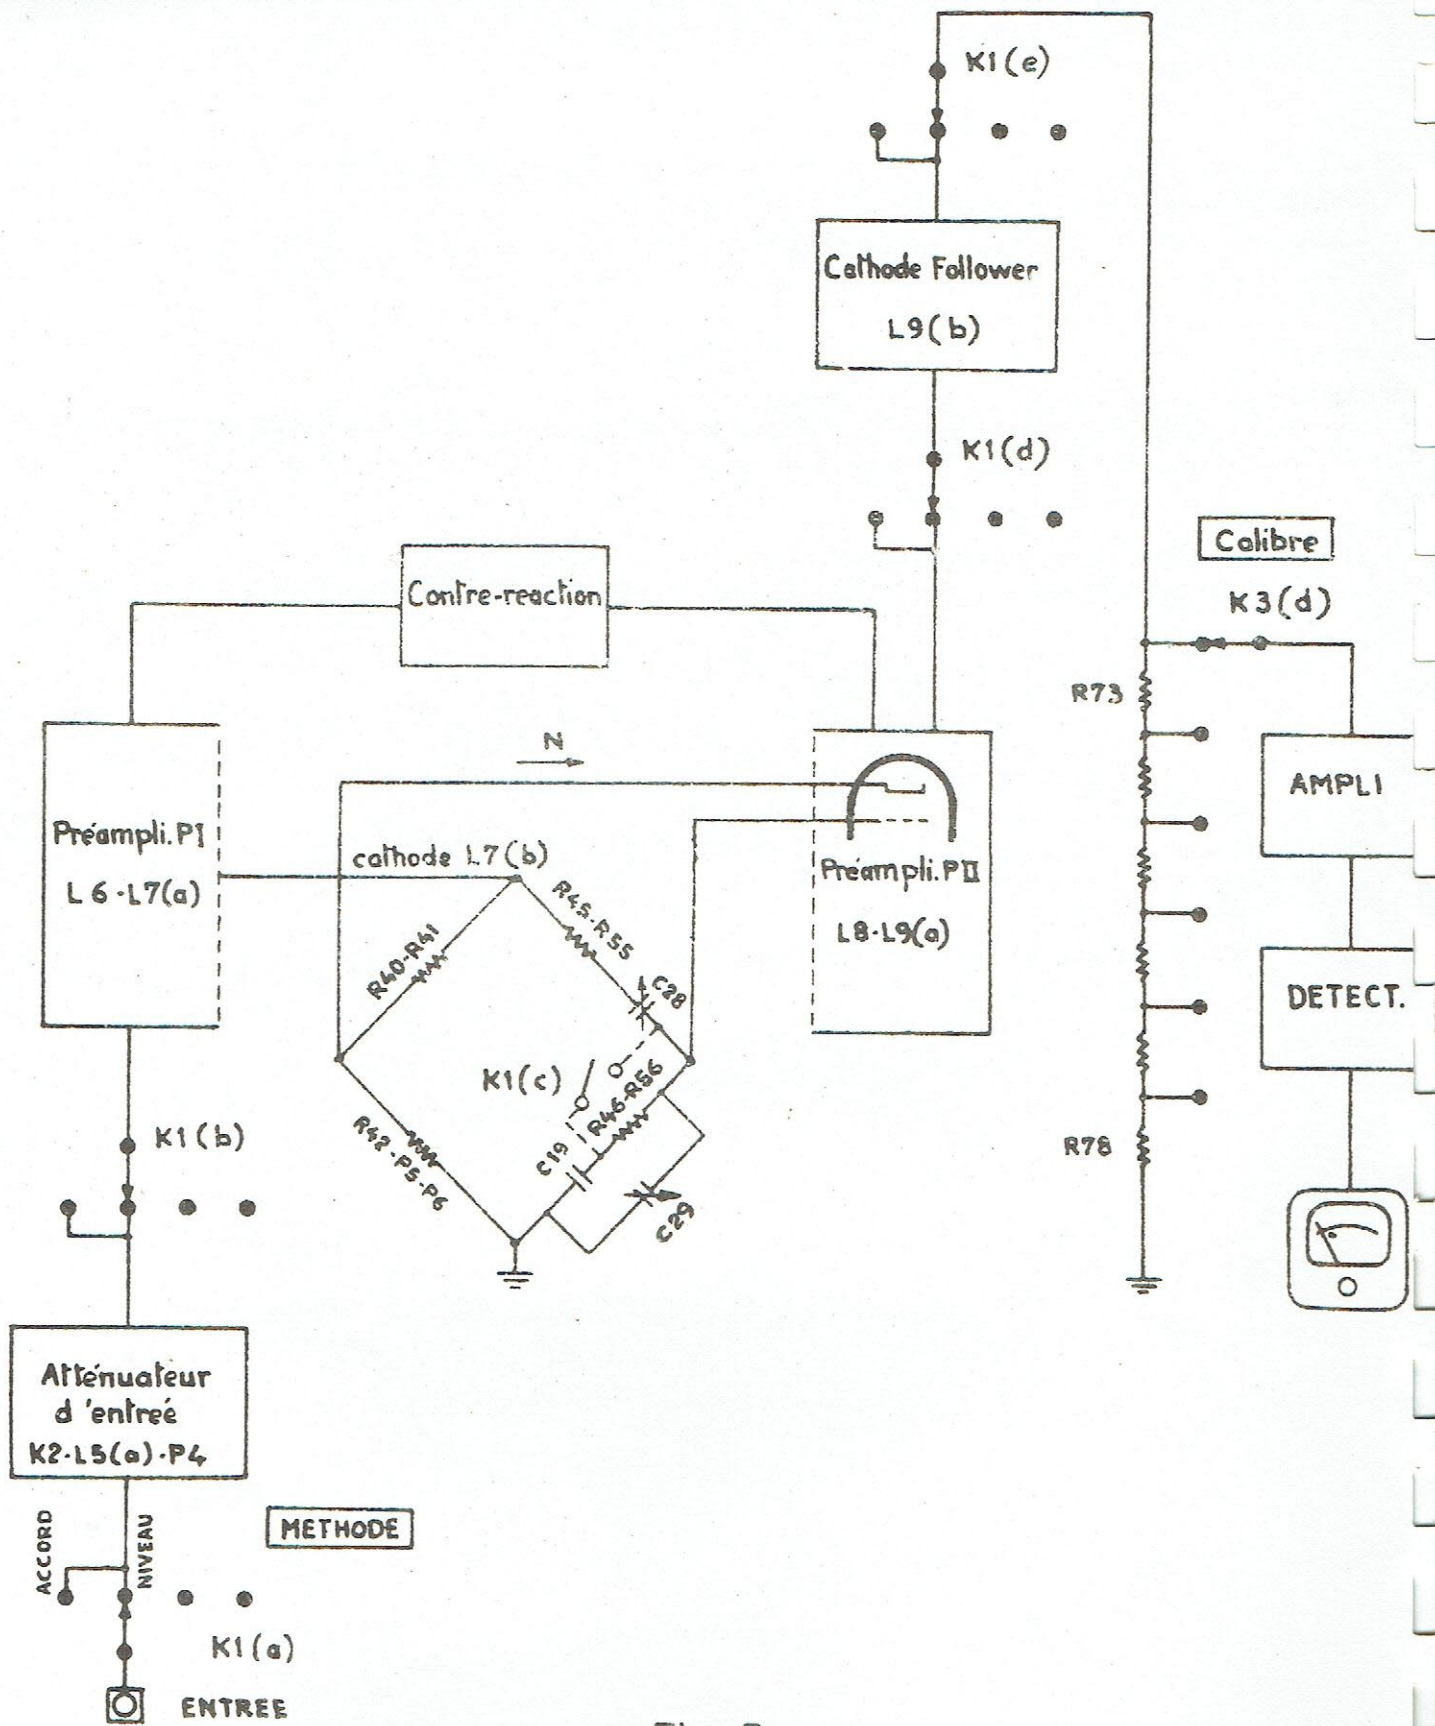 K1(e)
Cathode Follower
L9(b)
K1(d)
Calibre
K3(d)
Contre-reaction
R73
N
AMPLI
Préampli.PI
L6-L7(a)
cathode L7(b)
R45-R55
Préampli.PII
L8-L9(a)
R40-R41
C28
DETECT.
K1(c)
R46-R56
K1(b)
R42-P5-P6
C19
C29
R78
Atténuateur
d'entreé
K2-L5(a)-P4
ACCORD
NIVEAU
METHODE
K1(a)
ENTREE